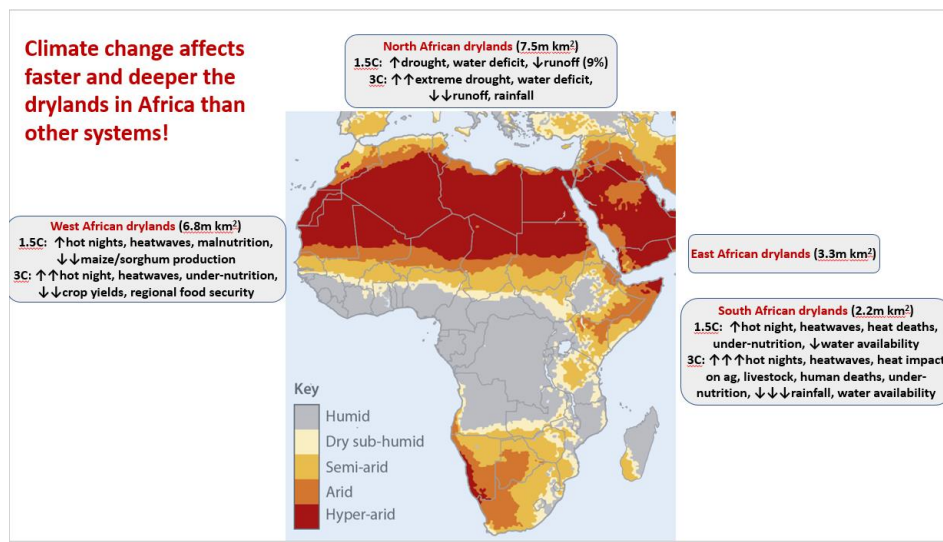 Climate change affects
faster and deeper the
drylands in Africa than
other systems!
North African drylands (7.5m km²)
1.5C: ↑drought, water deficit, ↓runoff (9%)
3C: ↑↑extreme drought, water deficit,
↓↓runoff, rainfall
West African drylands (6.8m km²)
1.5C: ↑hot nights, heatwaves, malnutrition,
↓↓maize/sorghum production
3C: ↑↑hot night, heatwaves, under-nutrition,
↓↓crop yields, regional food security
East African drylands (3.3m km²)
South African drylands (2.2m km²)
1.5C: ↑hot night, heatwaves, heat deaths,
under-nutrition, ↓water availability
3C: ↑↑↑hot nights, heatwaves, heat impact
on ag, livestock, human deaths, under-
nutrition, ↓↓↓rainfall, water availability
Key
Humid
Dry sub-humid
Semi-arid
Arid
Hyper-arid